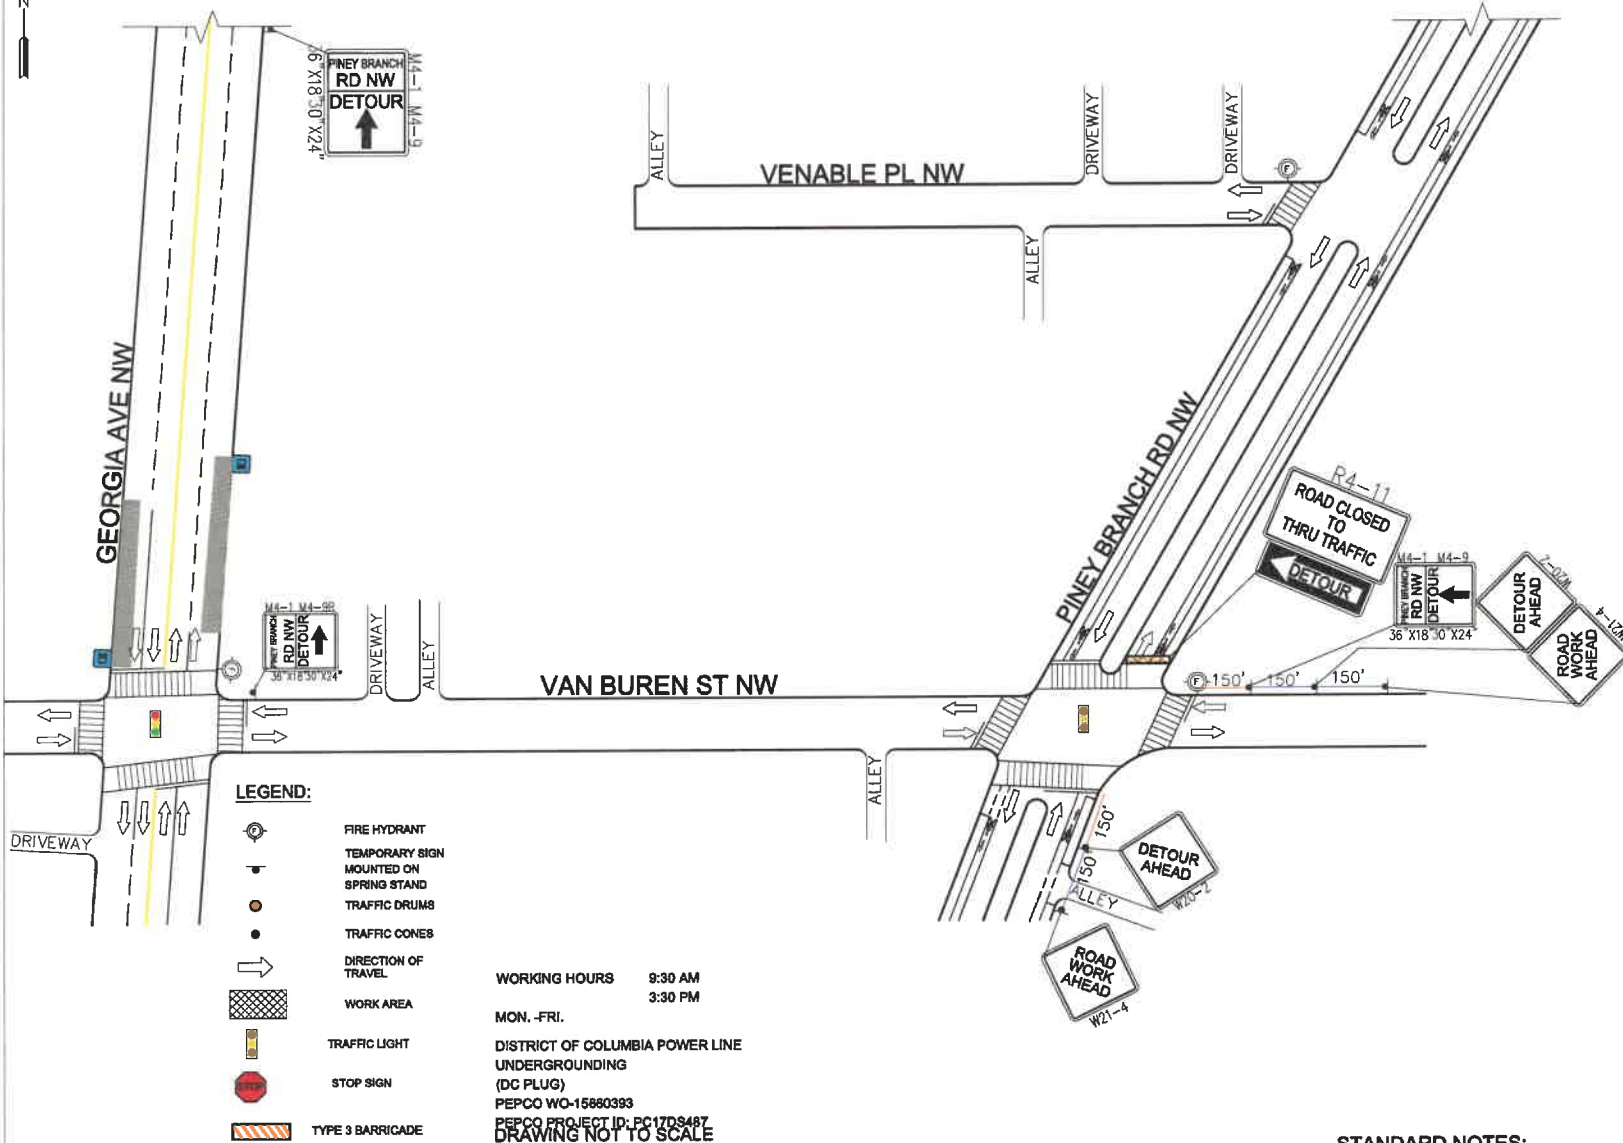 N
PINEY BRANCH
RD NW
DETOUR
M4-1 M4-9
36"X18"30"X24"
ALLEY
DRIVEWAY
DRIVEWAY
VENABLE PL NW
ALLEY
GEORGIA AVE NW
PINEY BRANCH RD NW
R4-11
ROAD CLOSED
TO
THRU TRAFFIC
DETOUR
M4-1 M4-9
PINEY BRANCH
RD NW
DETOUR
36"X18"30"X24"
W20-2
DETOUR
AHEAD
W21-4
ROAD
WORK
AHEAD
M4-1 M4-9R
PINEY BRANCH
RD NW
DETOUR
36"X18"30"X24"
DRIVEWAY
ALLEY
VAN BUREN ST NW
F 150' 150' 150'
ALLEY
DRIVEWAY
150'
150'
ALLEY
DETOUR
AHEAD
W20-2
ROAD
WORK
AHEAD
W21-4
LEGEND:
F FIRE HYDRANT
TEMPORARY SIGN
MOUNTED ON
SPRING STAND
TRAFFIC DRUMS
TRAFFIC CONES
DIRECTION OF
TRAVEL
WORK AREA
TRAFFIC LIGHT
STOP STOP SIGN
TYPE 3 BARRICADE
WORKING HOURS 9:30 AM
3:30 PM
MON. -FRI.
DISTRICT OF COLUMBIA POWER LINE
UNDERGROUNDING
(DC PLUG)
PEPCO WO-15860393
PEPCO PROJECT ID: PC17DS487
DRAWING NOT TO SCALE
STANDARD NOTES: